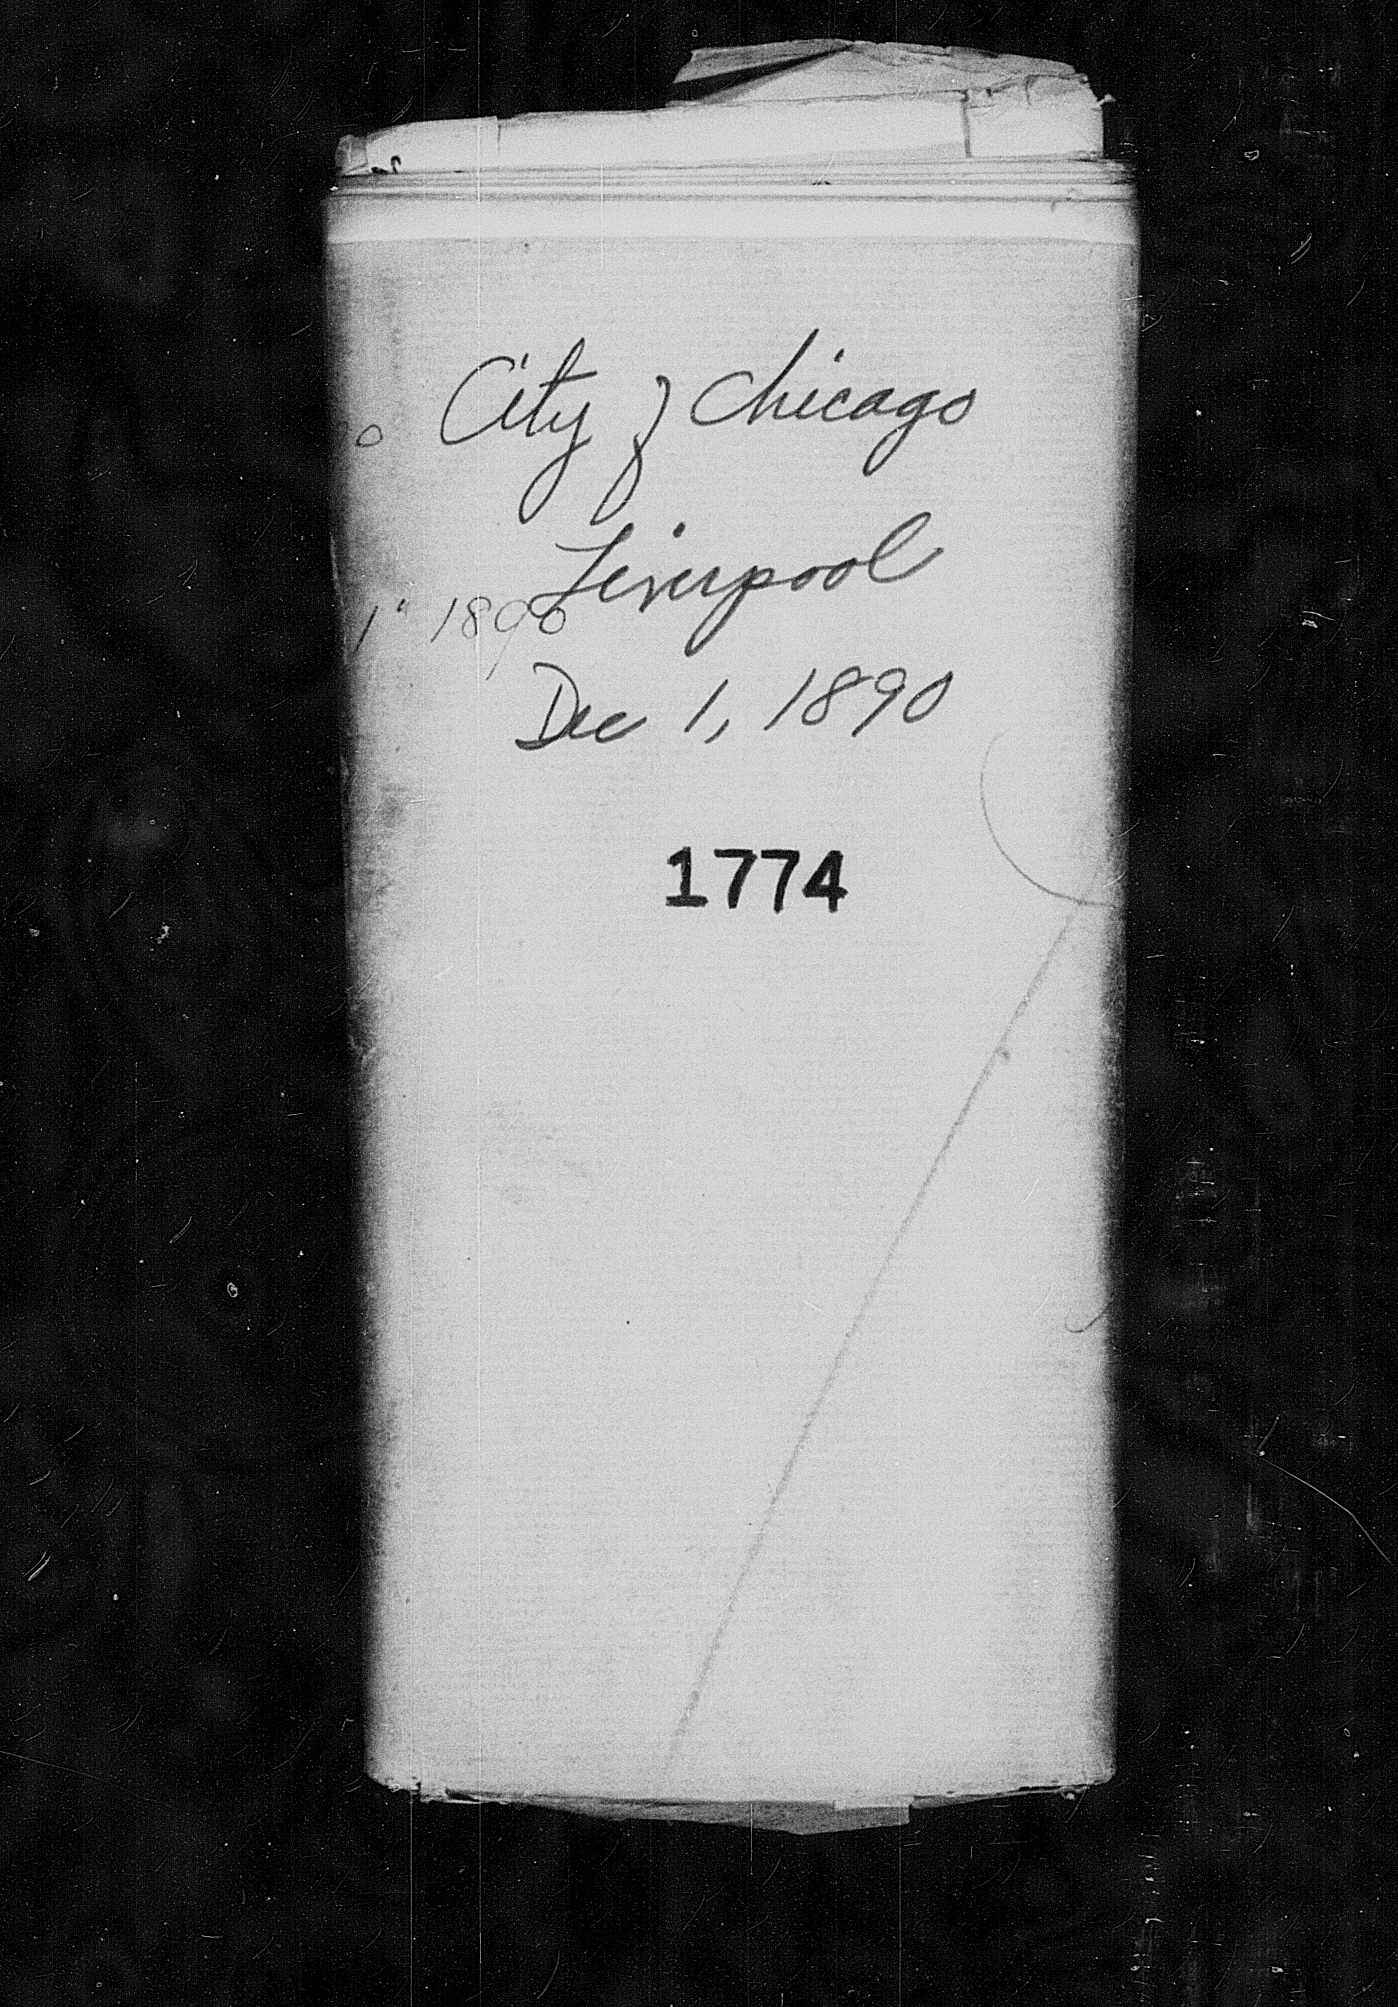 City of Chicago
Liverpool
1" 1890
Dec 1, 1890
1774